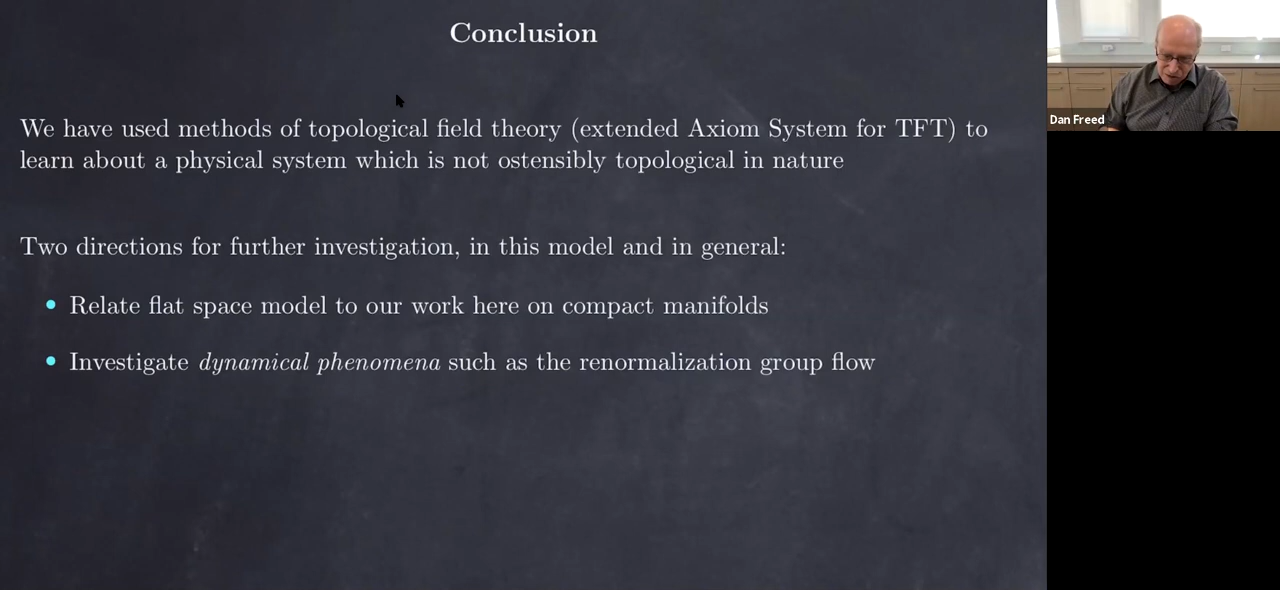 Conclusion
We have used methods of topological field theory (extended Axiom System for TFT) to
learn about a physical system which is not ostensibly topological in nature
Two directions for further investigation, in this model and in general:
• Relate flat space model to our work here on compact manifolds
• Investigate dynamical phenomena such as the renormalization group flow
Dan Freed